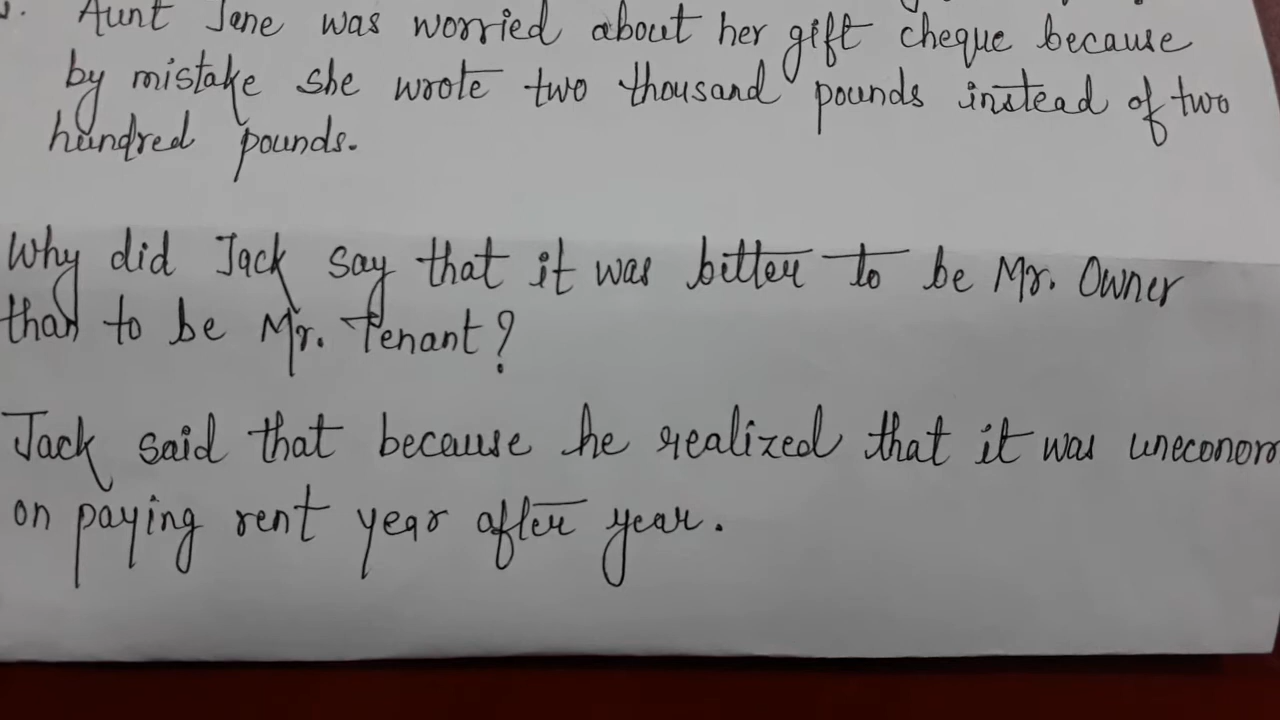 Aunt Jane was worried about her gift cheque because
by mistake she wrote two thousand pounds instead of two
hundred pounds.
Why did Jack say that it was better to be Mr. Owner
than to be Mr. Tenant?
Jack said that because he realized that it was
on paying rent year after year.